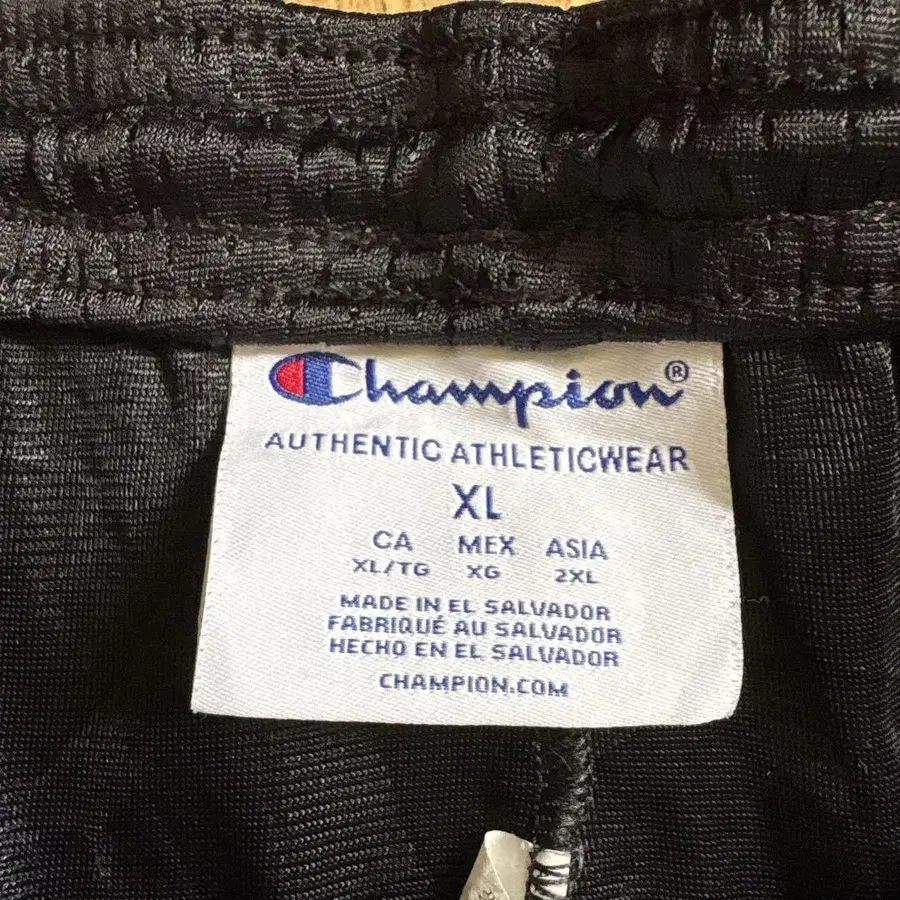 Champion®
AUTHENTIC ATHLETICWEAR
XL
CA MEX ASIA
XL/TG XG 2XL
MADE IN EL SALVADOR
FABRIQUÉ AU SALVADOR
HECHO EN EL SALVADOR
CHAMPION.COM